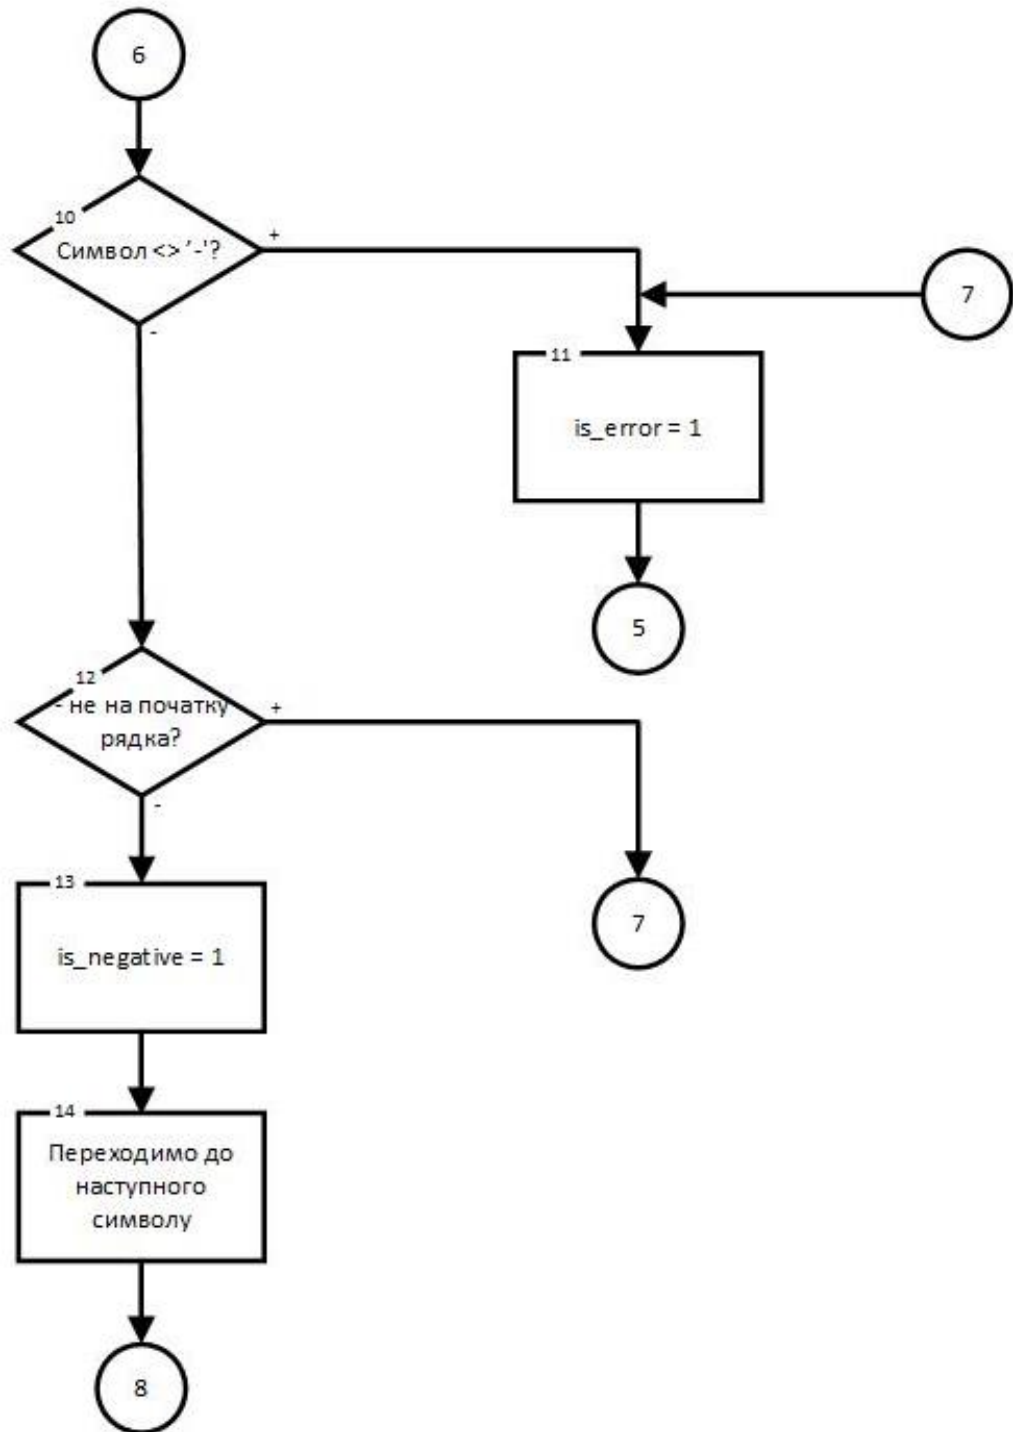 6
10
Символ <> '-'?
+
-
7
11
is_error = 1
5
12
- не на початку
рядка?
+
-
13
is_negative = 1
7
14
Переходимо до
наступного
символу
8